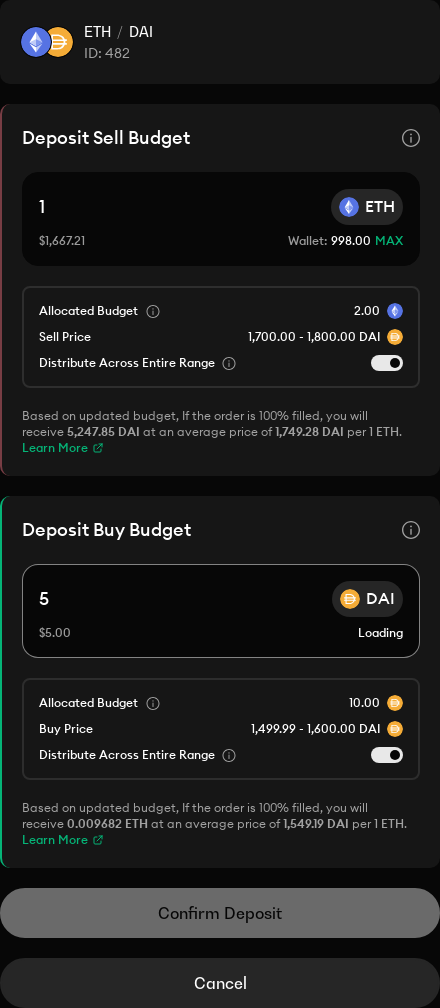 ETH / DAI
ID: 482
Deposit Sell Budget
1
ETH
$1,667.21
Wallet: 998.00 MAX
Allocated Budget
2.00
Sell Price
1,700.00 - 1,800.00 DAI
Distribute Across Entire Range
Based on updated budget, If the order is 100% filled, you will
receive 5,247.85 DAI at an average price of 1,749.28 DAI per 1 ETH.
Learn More
Deposit Buy Budget
5
DAI
$5.00
Loading
Allocated Budget
10.00
Buy Price
1,499.99 - 1,600.00 DAI
Distribute Across Entire Range
Based on updated budget, If the order is 100% filled, you will
receive 0.009682 ETH at an average price of 1,549.19 DAI per 1 ETH.
Learn More
Confirm Deposit
Cancel